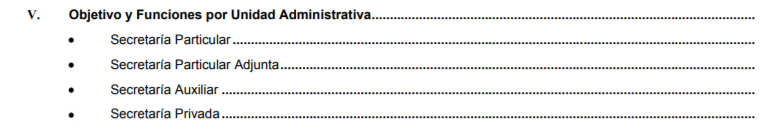 V. Objetivo y Funciones por Unidad Administrativa........................................................................................................
• Secretaría Particular................................................................................................................................................
• Secretaría Particular Adjunta...................................................................................................................................
• Secretaría Auxiliar...................................................................................................................................................
• Secretaría Privada...................................................................................................................................................